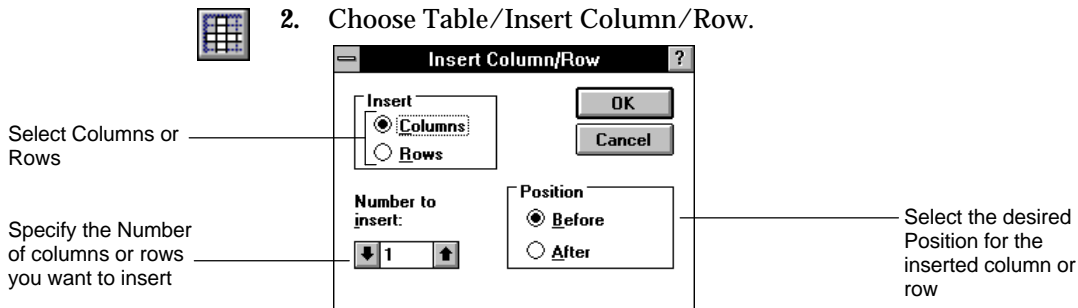 2. Choose Table/Insert Column/Row.
Insert Column/Row ?
Insert
Columns
Rows
OK
Cancel
Select Columns or
Rows
Number to
insert:
1
Position
Before
After
Specify the Number
of columns or rows
you want to insert
Select the desired
Position for the
inserted column or
row